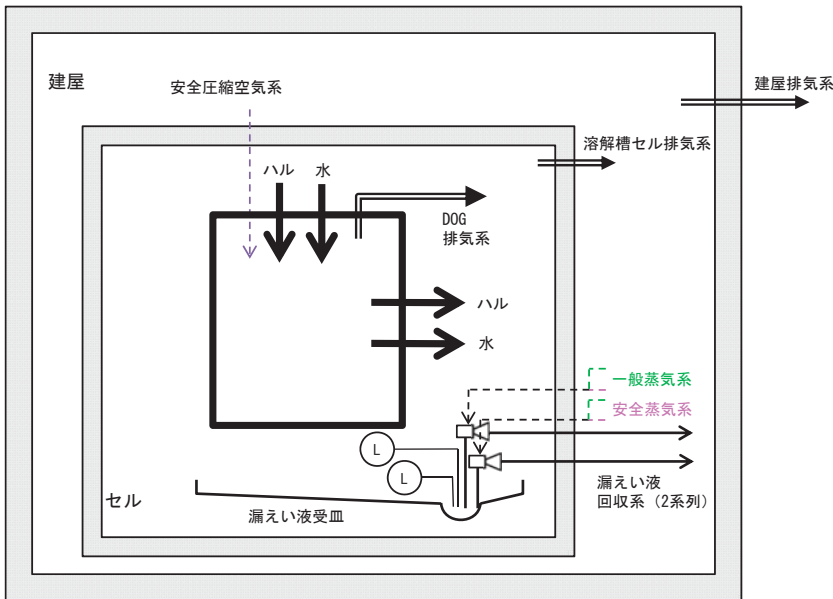 建屋
安全圧縮空気系
建屋排気系
溶解槽セル排気系
ハル
水
DOG
排気系
ハル
水
一般蒸気系
安全蒸気系
L
L
セル
漏えい液受皿
漏えい液
回収系（2系列）